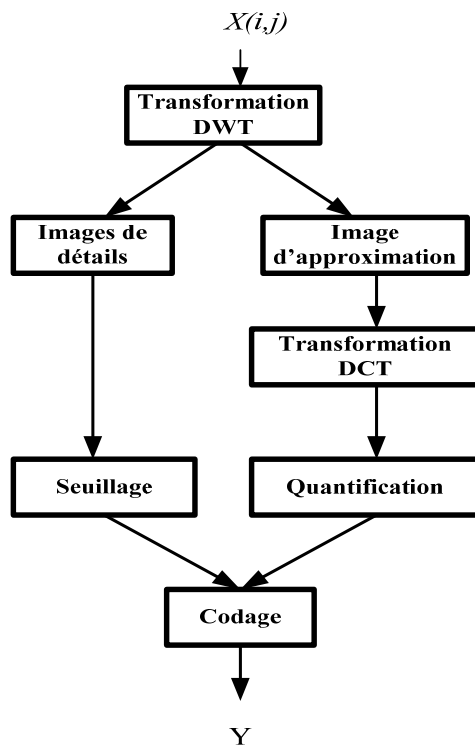 X(i,j)
Transformation
DWT
Images de
détails
Image
d'approximation
Transformation
DCT
Seuillage
Quantification
Codage
Y